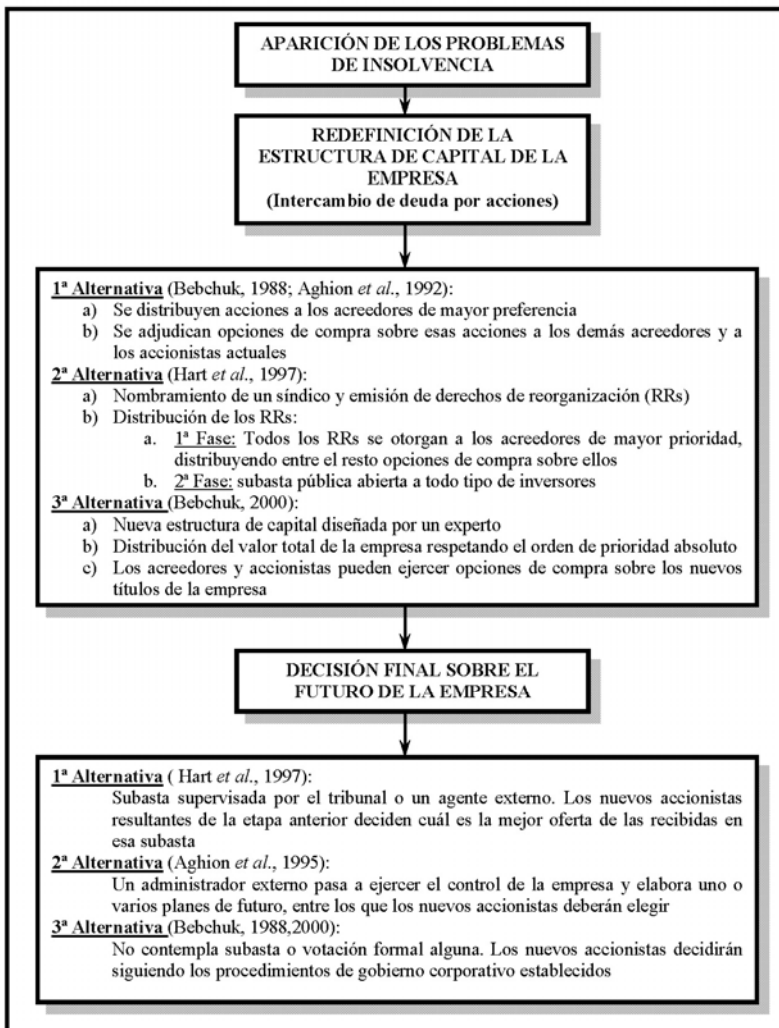 APARICIÓN DE LOS PROBLEMAS
DE INSOLVENCIA
REDEFINICIÓN DE LA
ESTRUCTURA DE CAPITAL DE LA
EMPRESA
(Intercambio de deuda por acciones)
1ª Alternativa (Bebchuk, 1988; Aghion et al., 1992):
a) Se distribuyen acciones a los acreedores de mayor preferencia
b) Se adjudican opciones de compra sobre esas acciones a los demás acreedores y a
los accionistas actuales
2ª Alternativa (Hart et al., 1997):
a) Nombramiento de un síndico y emisión de derechos de reorganización (RRs)
b) Distribución de los RRs:
a. 1ª Fase: Todos los RRs se otorgan a los acreedores de mayor prioridad,
distribuyendo entre el resto opciones de compra sobre ellos
b. 2ª Fase: subasta pública abierta a todo tipo de inversores
3ª Alternativa (Bebchuk, 2000):
a) Nueva estructura de capital diseñada por un experto
b) Distribución del valor total de la empresa respetando el orden de prioridad absoluto
c) Los acreedores y accionistas pueden ejercer opciones de compra sobre los nuevos
títulos de la empresa
DECISIÓN FINAL SOBRE EL
FUTURO DE LA EMPRESA
1ª Alternativa ( Hart et al., 1997):
Subasta supervisada por el tribunal o un agente externo. Los nuevos accionistas
resultantes de la etapa anterior deciden cuál es la mejor oferta de las recibidas en
esa subasta
2ª Alternativa (Aghion et al., 1995):
Un administrador externo pasa a ejercer el control de la empresa y elabora uno o
varios planes de futuro, entre los que los nuevos accionistas deberán elegir
3ª Alternativa (Bebchuk, 1988,2000):
No contempla subasta o votación formal alguna. Los nuevos accionistas decidirán
siguiendo los procedimientos de gobierno corporativo establecidos